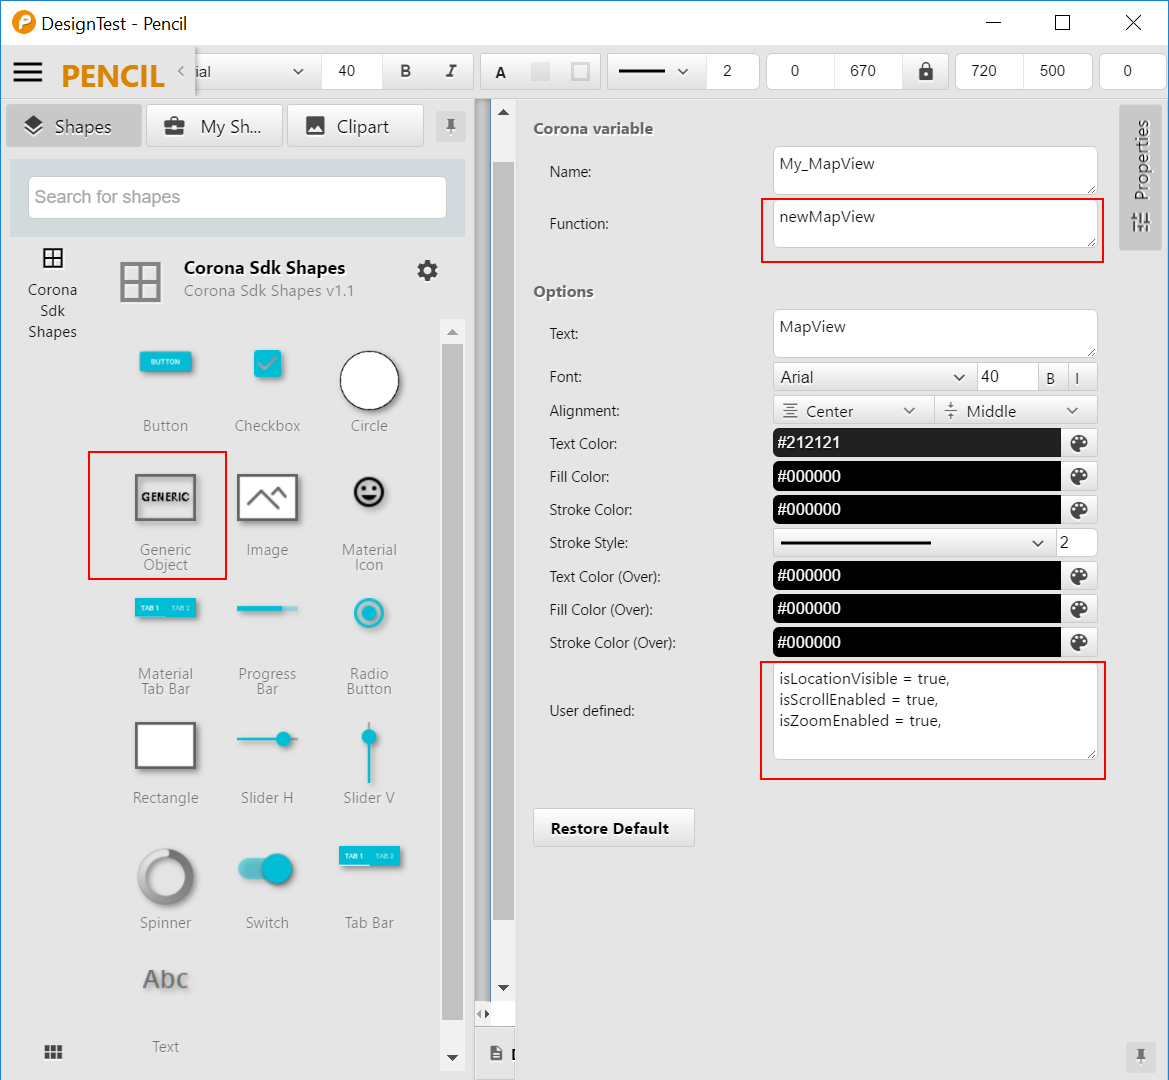 DesignTest - Pencil
PENCIL
ial
40
B
I
A
2
0
670
720
500
0
Shapes
My Sh...
Clipart
Search for shapes
Corona
Sdk
Shapes
Corona Sdk Shapes
Corona Sdk Shapes v1.1
BUTTON
Button
Checkbox
Circle
GENERIC
Generic
Object
Image
Material
Icon
TAB 1 TAB 2
Material
Tab Bar
Progress
Bar
Radio
Button
Rectangle
Slider H
Slider V
Spinner
Switch
TAB 1 TAB 2
Tab Bar
Abc
Text
Corona variable
Name:
My_MapView
Function:
newMapView
Options
Text:
MapView
Font:
Arial
40
B
I
Alignment:
Center
Middle
Text Color:
#212121
Fill Color:
#000000
Stroke Color:
#000000
Stroke Style:
2
Text Color (Over):
#000000
Fill Color (Over):
#000000
Stroke Color (Over):
#000000
User defined:
isLocationVisible = true,
isScrollEnabled = true,
isZoomEnabled = true,
Restore Default
Properties